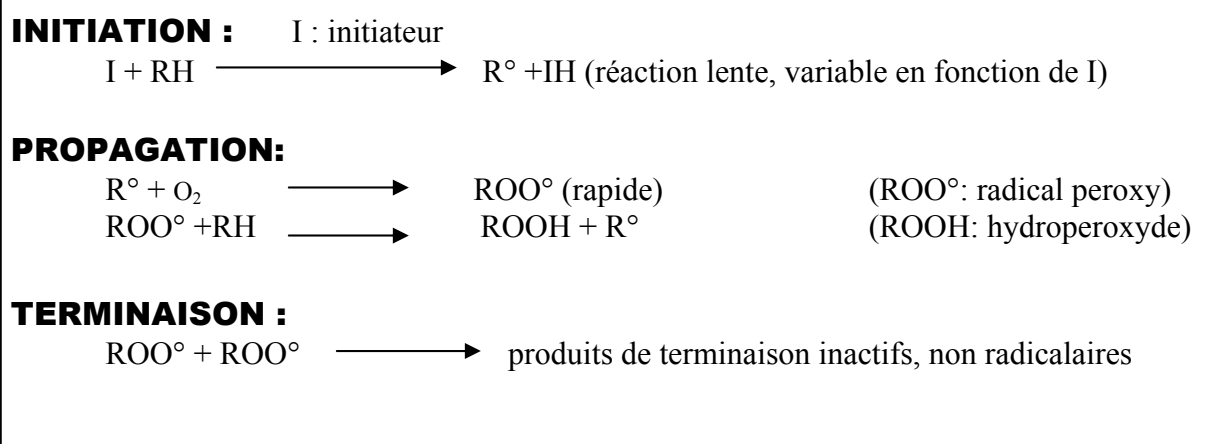 INITIATION : I : initiateur
I + RH ⟶ R° +IH (réaction lente, variable en fonction de I)
PROPAGATION:
R° + O₂ ⟶ ROO° (rapide) (ROO°: radical peroxy)
ROO° +RH ⟶ ROOH + R° (ROOH: hydroperoxyde)
TERMINAISON :
ROO° + ROO° ⟶ produits de terminaison inactifs, non radicalaires